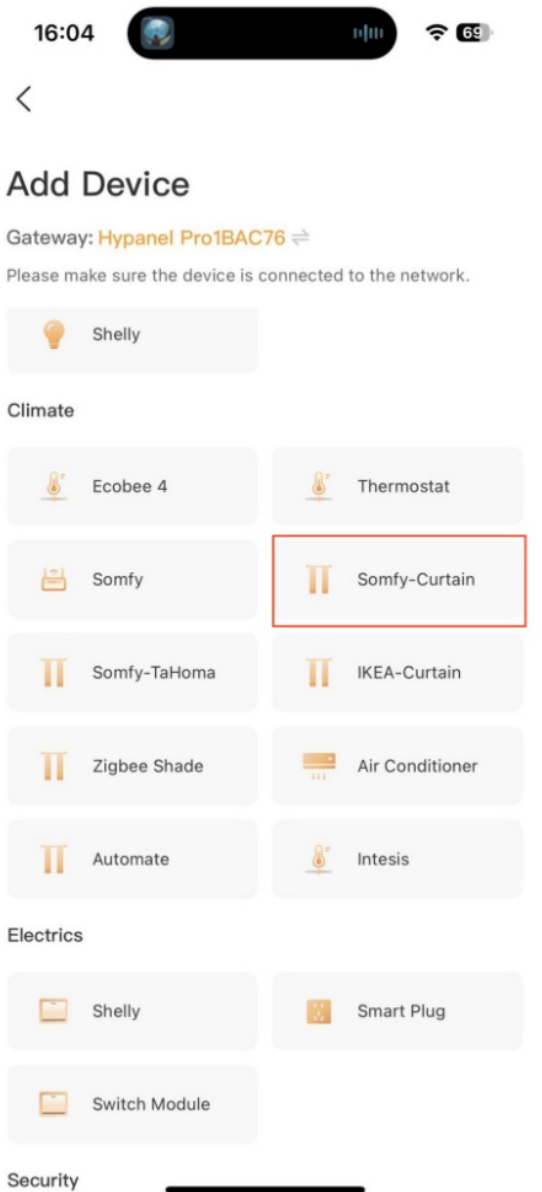 16:04
69
Add Device
Gateway: Hypanel Pro1BAC76
Please make sure the device is connected to the network.
Shelly
Climate
Ecobee 4
Thermostat
Somfy
Somfy-Curtain
Somfy-TaHoma
IKEA-Curtain
Zigbee Shade
Air Conditioner
Automate
Intesis
Electrics
Shelly
Smart Plug
Switch Module
Security